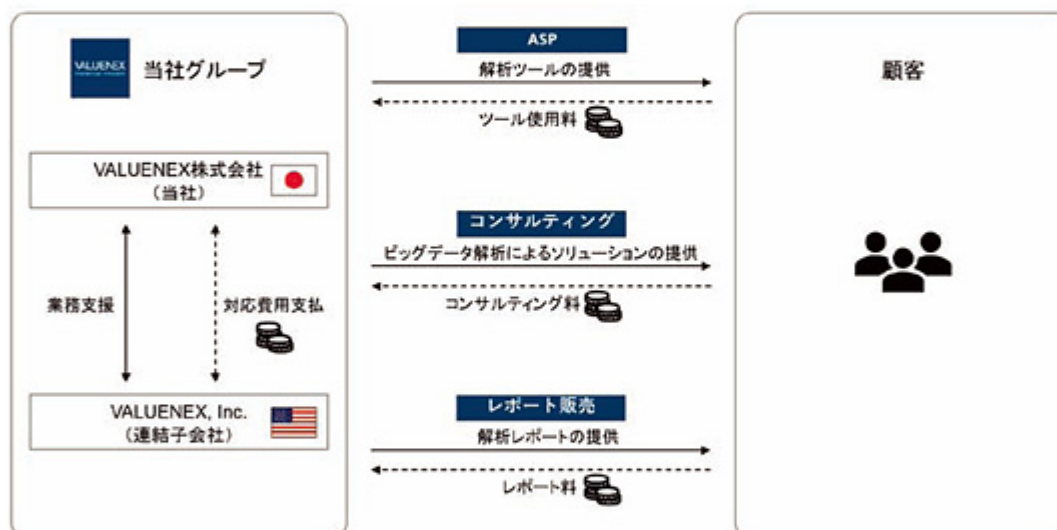 VALUENEX
当社グループ
VALUENEX株式会社
（当社）
業務支援
対応費用支払
VALUENEX, Inc.
（連結子会社）
ASP
解析ツールの提供
ツール使用料
コンサルティング
ビッグデータ解析によるソリューションの提供
コンサルティング料
レポート販売
解析レポートの提供
レポート料
顧客